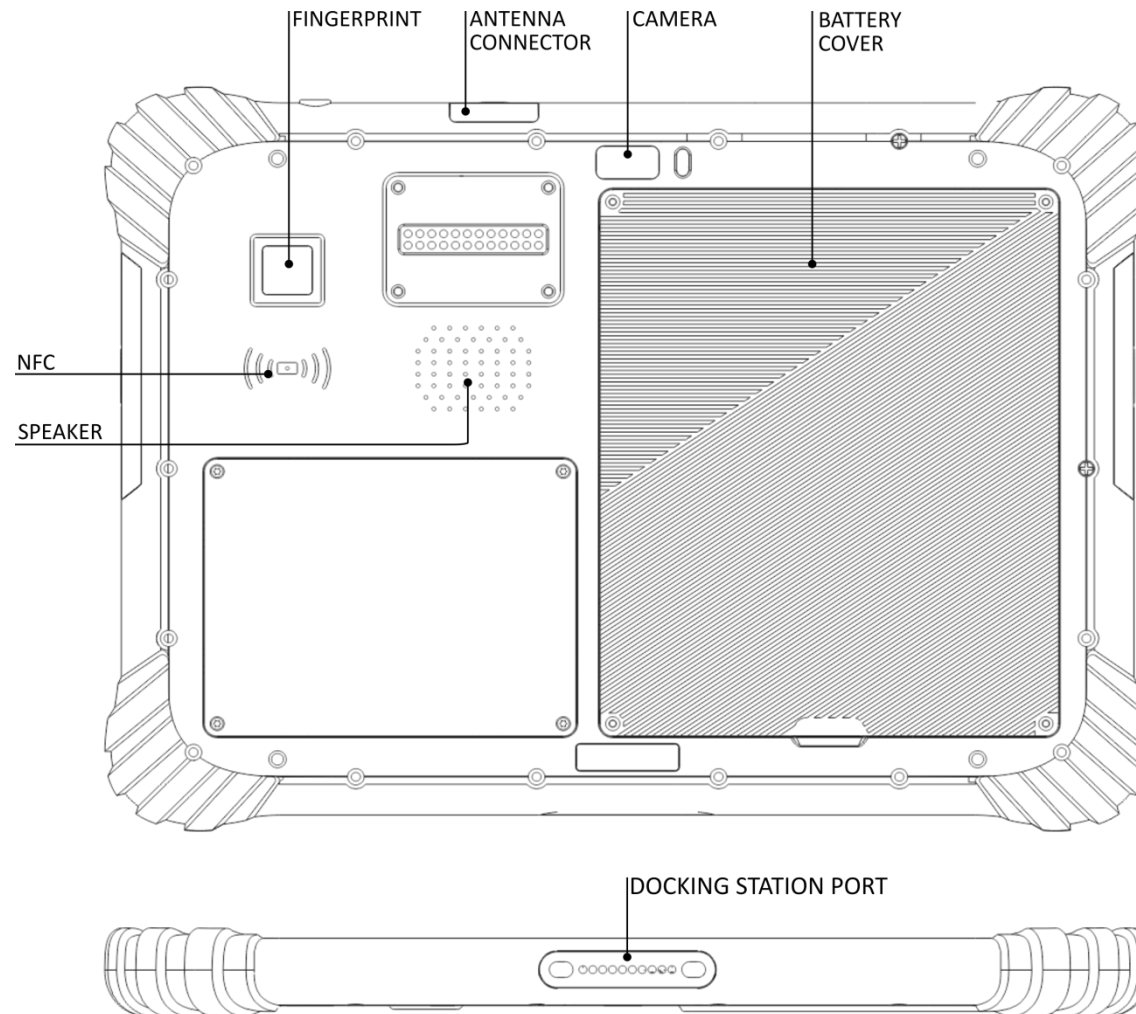 FINGERPRINT
ANTENNA
CONNECTOR
CAMERA
BATTERY
COVER
NFC
SPEAKER
DOCKING STATION PORT